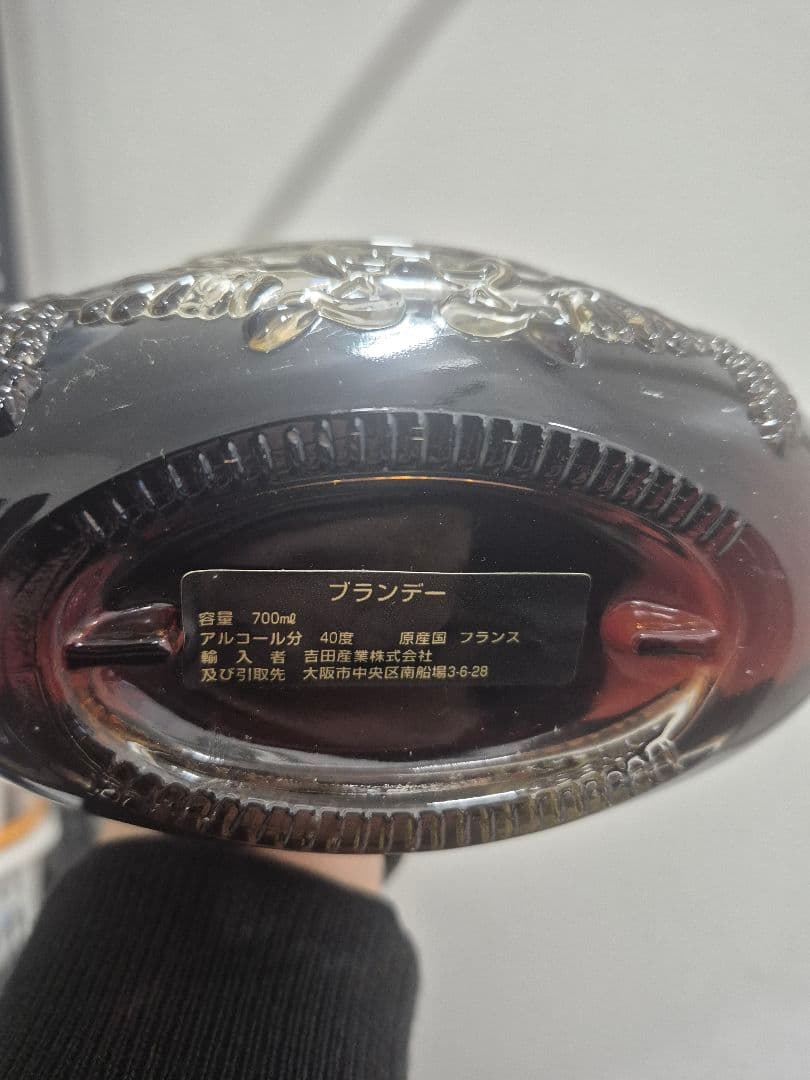 ブランデー
容量 700㎖
アルコール分 40度 原産国 フランス
輸入者 吉田産業株式会社
及び引取先 大阪市中央区南船場3-6-28